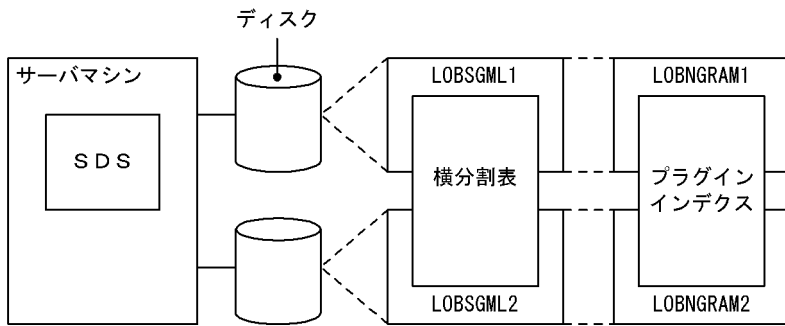 ディスク
サーバマシン
SDS
LOBSGML1
LOBNGRAM1
横分割表
プラグイン
インデクス
LOBSGML2
LOBNGRAM2